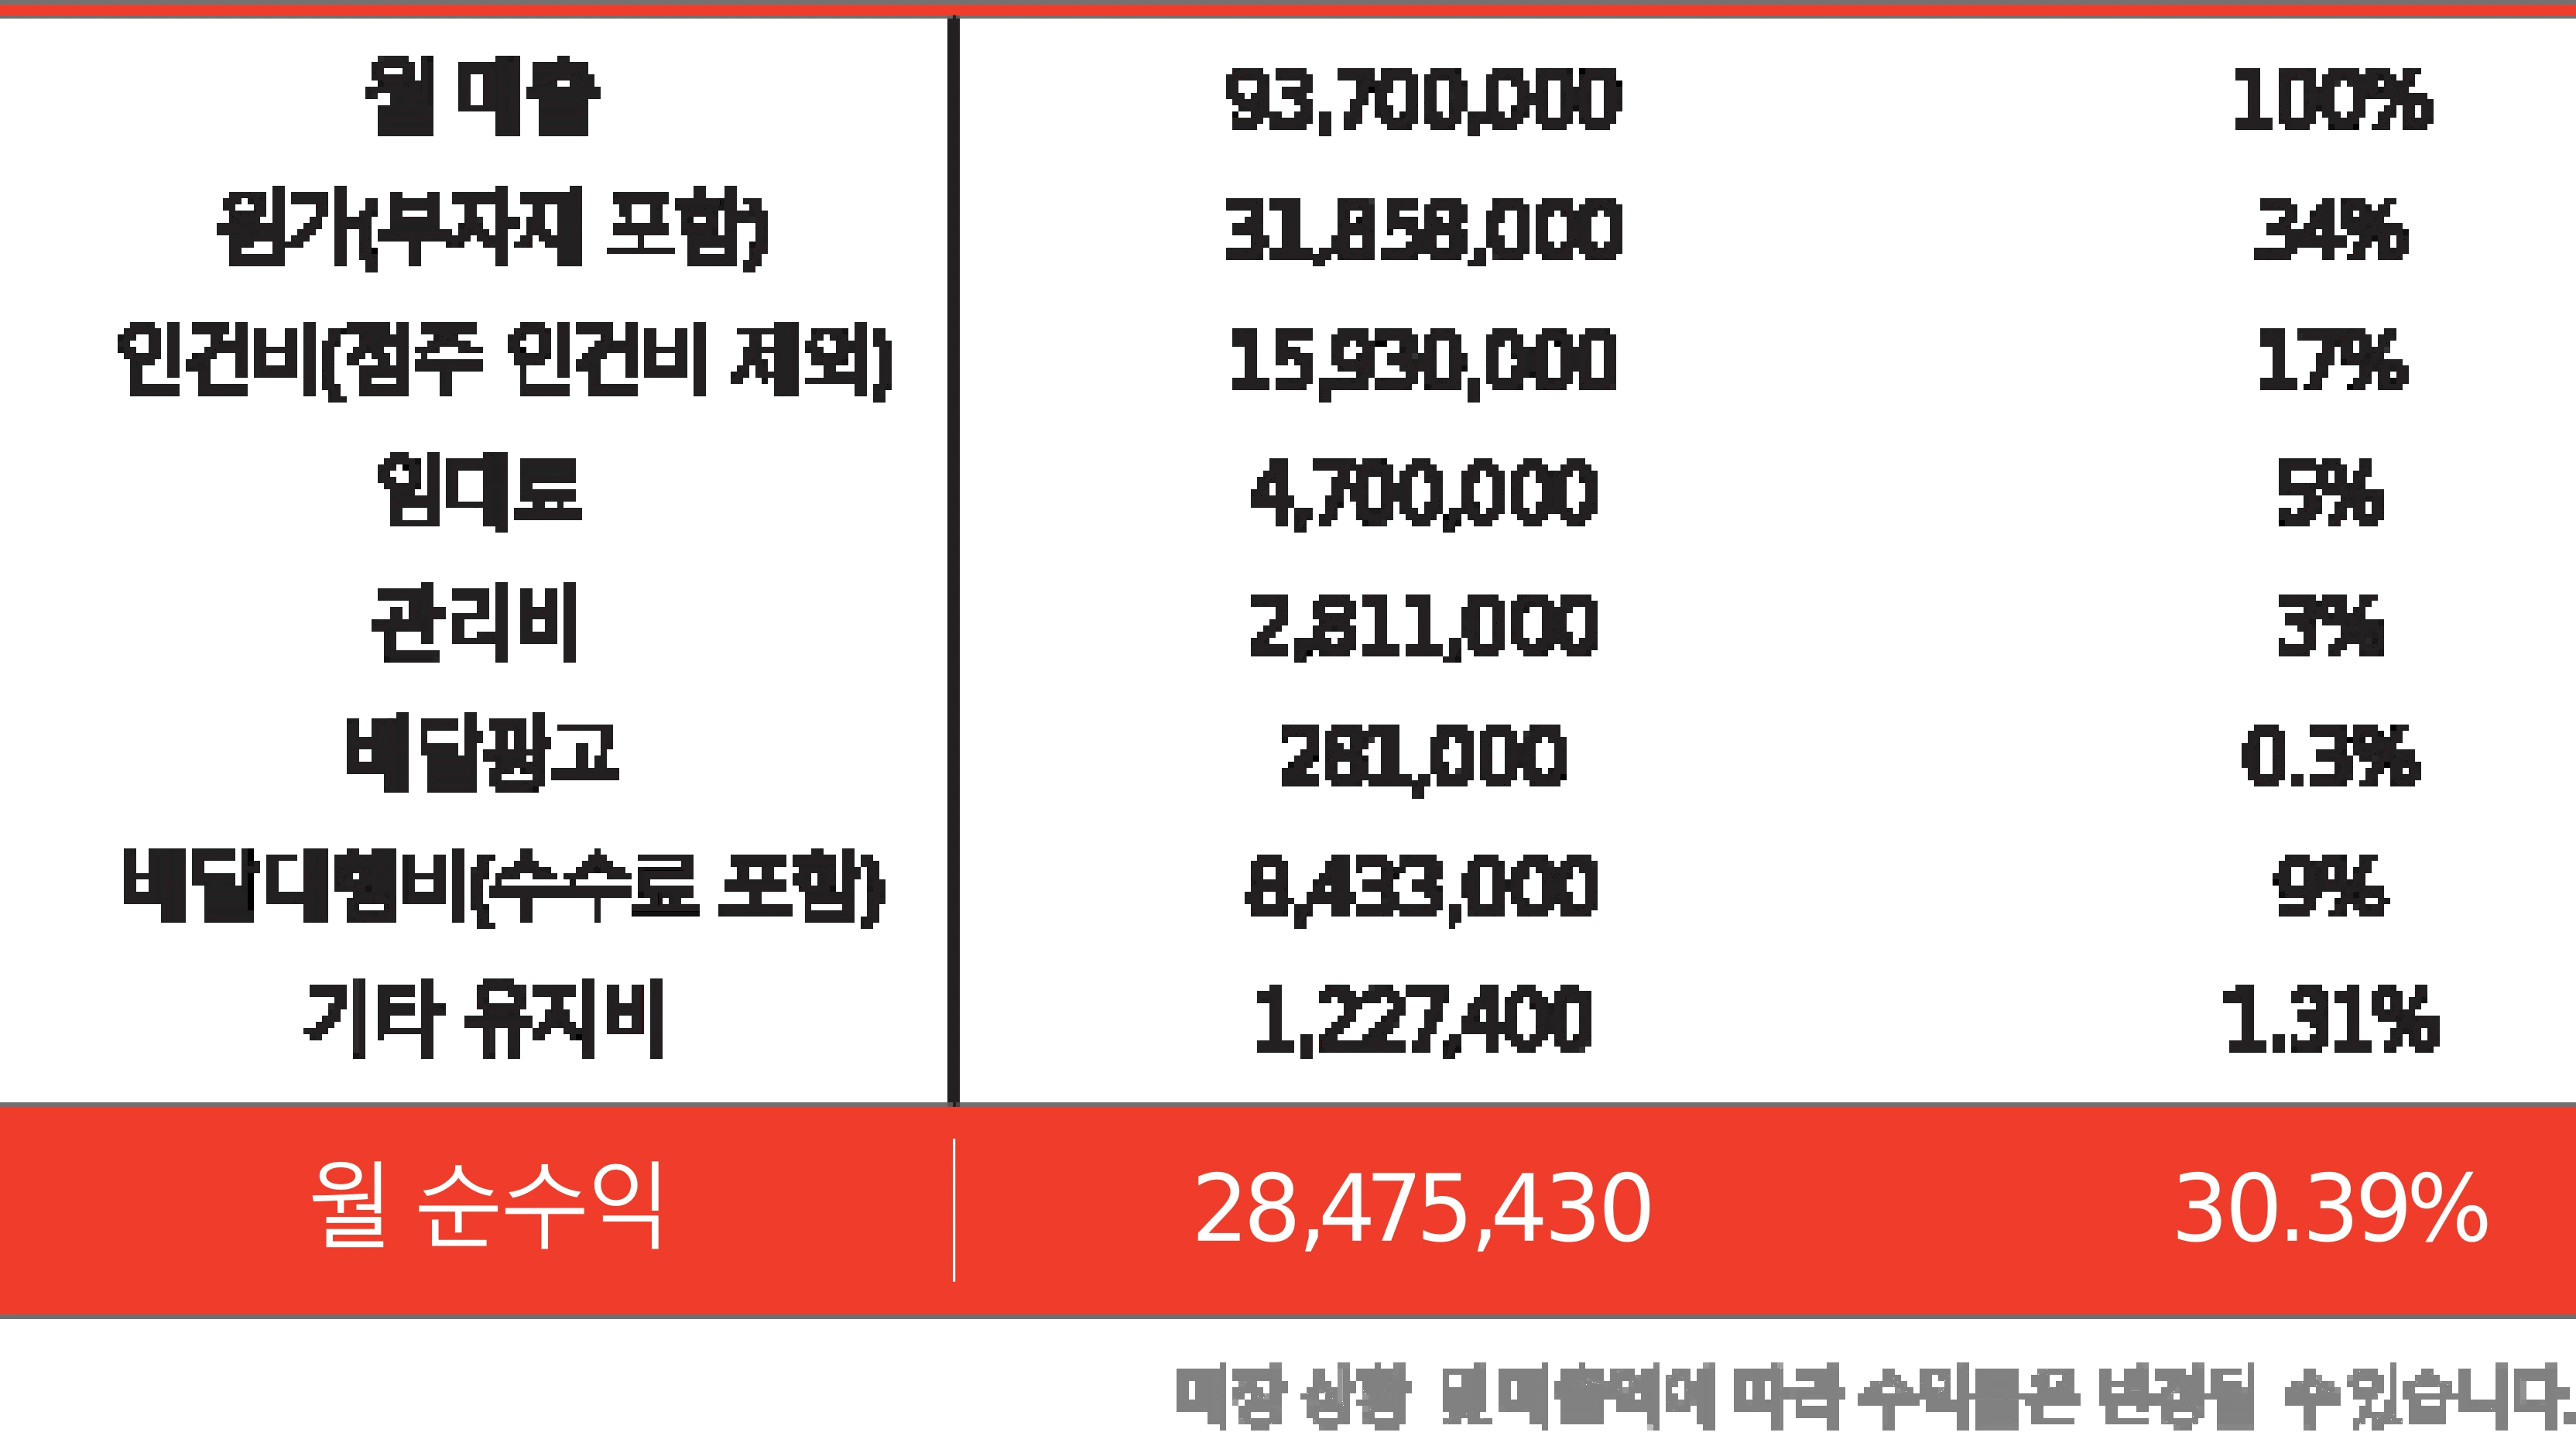 월 매출 93,700,000 100%
원가(부자재 포함) 31,858,000 34%
인건비(점주 인건비 제외) 15,930,000 17%
임대료 4,700,000 5%
관리비 2,811,000 3%
배달광고 281,000 0.3%
배달대행비(수수료 포함) 8,433,000 9%
기타 유지비 1,227,400 1.31%
월 순수익 28,475,430 30.39%
매장 상황 및 매출액에 따라 수익률은 변경될 수 있습니다.